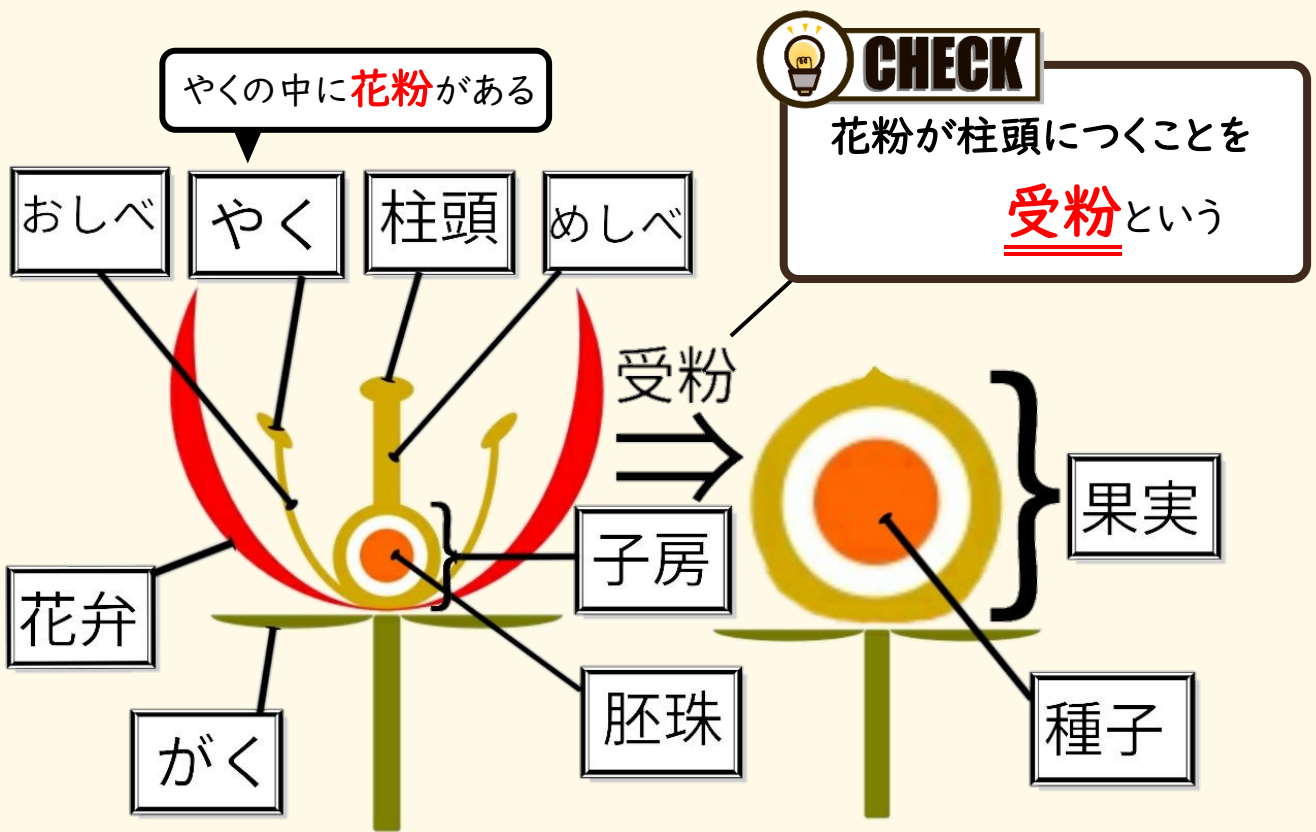 やくの中に花粉がある
CHECK
花粉が柱頭につくことを
受粉という
おしべ
やく
柱頭
めしべ
受粉
果実
子房
花弁
胚珠
種子
がく